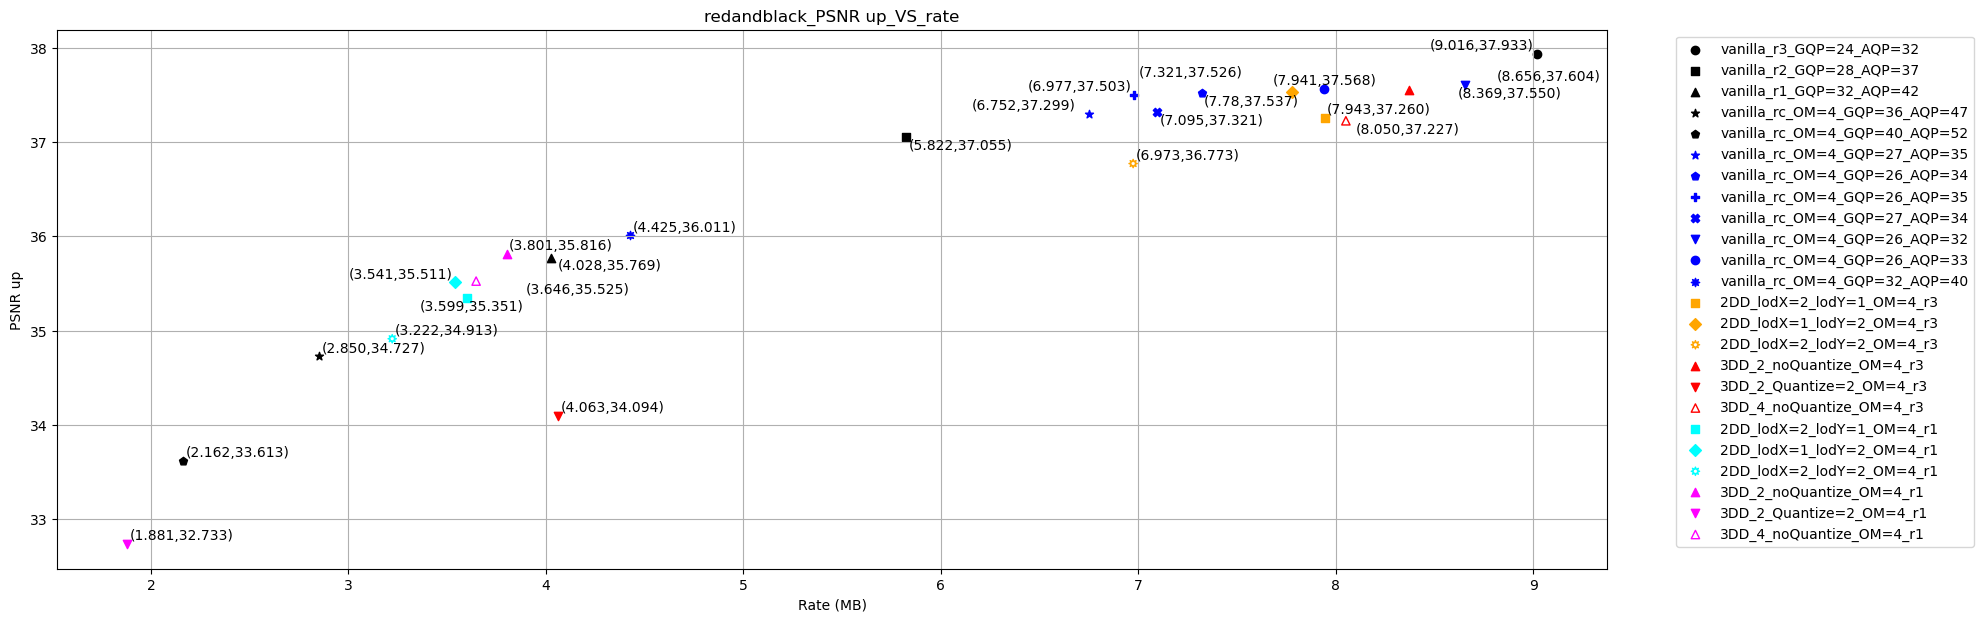 redandblack_PSNR up_VS_rate
38
37
36
35
34
33
PSNR up
(9.016,37.933)
(7.321,37.526)
(8.656,37.604)
(7.941,37.568)
(6.977,37.503)
(8.369,37.550)
(7.78,37.537)
(6.752,37.299)
(7.943,37.260)
(7.095,37.321)
(8.050,37.227)
(5.822,37.055)
(6.973,36.773)
(4.425,36.011)
(3.801,35.816)
(4.028,35.769)
(3.541,35.511)
(3.646,35.525)
(3.599,35.351)
(3.222,34.913)
(2.850,34.727)
(4.063,34.094)
(2.162,33.613)
(1.881,32.733)
2 3 4 5 6 7 8 9
Rate (MB)
vanilla_r3_GQP=24_AQP=32
vanilla_r2_GQP=28_AQP=37
vanilla_r1_GQP=32_AQP=42
vanilla_rc_OM=4_GQP=36_AQP=47
vanilla_rc_OM=4_GQP=40_AQP=52
vanilla_rc_OM=4_GQP=27_AQP=35
vanilla_rc_OM=4_GQP=26_AQP=34
vanilla_rc_OM=4_GQP=26_AQP=35
vanilla_rc_OM=4_GQP=27_AQP=34
vanilla_rc_OM=4_GQP=26_AQP=32
vanilla_rc_OM=4_GQP=26_AQP=33
vanilla_rc_OM=4_GQP=32_AQP=40
2DD_lodX=2_lodY=1_OM=4_r3
2DD_lodX=1_lodY=2_OM=4_r3
2DD_lodX=2_lodY=2_OM=4_r3
3DD_2_noQuantize_OM=4_r3
3DD_2_Quantize=2_OM=4_r3
3DD_4_noQuantize_OM=4_r3
2DD_lodX=2_lodY=1_OM=4_r1
2DD_lodX=1_lodY=2_OM=4_r1
2DD_lodX=2_lodY=2_OM=4_r1
3DD_2_noQuantize_OM=4_r1
3DD_2_Quantize=2_OM=4_r1
3DD_4_noQuantize_OM=4_r1